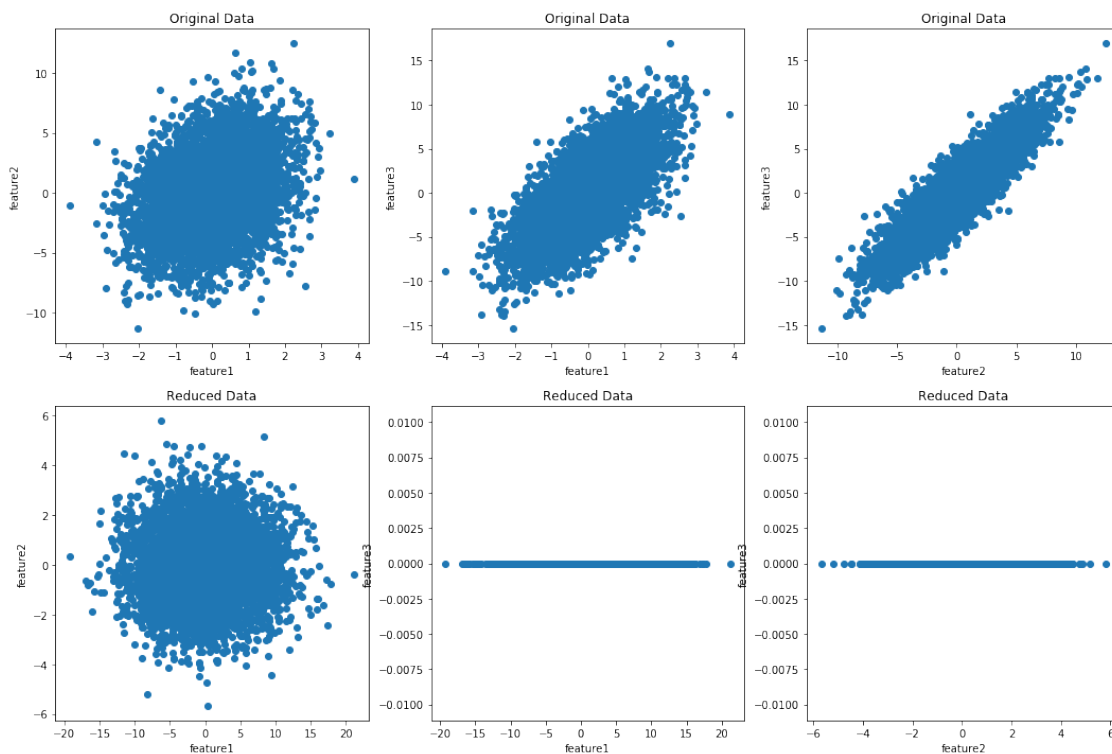 Original Data
feature2
10
5
0
−5
−10
−4 −3 −2 −1 0 1 2 3 4
feature1
Original Data
feature3
15
10
5
0
−5
−10
−15
−4 −3 −2 −1 0 1 2 3 4
feature1
Original Data
feature3
15
10
5
0
−5
−10
−15
−10 −5 0 5 10
feature2
Reduced Data
feature2
6
4
2
0
−2
−4
−6
−20 −15 −10 −5 0 5 10 15 20
feature1
Reduced Data
feature3
0.0100
0.0075
0.0050
0.0025
0.0000
−0.0025
−0.0050
−0.0075
−0.0100
−20 −15 −10 −5 0 5 10 15 20
feature1
Reduced Data
feature3
0.0100
0.0075
0.0050
0.0025
0.0000
−0.0025
−0.0050
−0.0075
−0.0100
−6 −4 −2 0 2 4 6
feature2